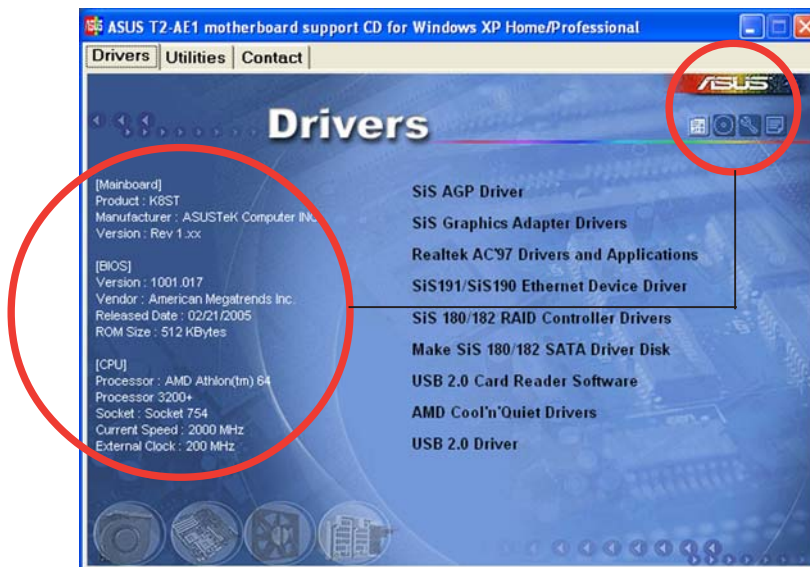 ASUS T2-AE1 motherboard support CD for Windows XP Home/Professional
Drivers Utilities Contact
ASUS
Drivers
[Mainboard]
Product : K8ST
Manufacturer : ASUSTeK Computer INC
Version : Rev 1.xx
[BIOS]
Version : 1001.017
Vendor : American Megatrends Inc.
Released Date : 02/21/2005
ROM Size : 512 KBytes
[CPU]
Processor : AMD Athlon(tm) 64
Processor 3200+
Socket : Socket 754
Current Speed : 2000 MHz
External Clock : 200 MHz
SiS AGP Driver
SiS Graphics Adapter Drivers
Realtek AC'97 Drivers and Applications
SiS191/SiS190 Ethernet Device Driver
SiS 180/182 RAID Controller Drivers
Make SiS 180/182 SATA Driver Disk
USB 2.0 Card Reader Software
AMD Cool'n'Quiet Drivers
USB 2.0 Driver